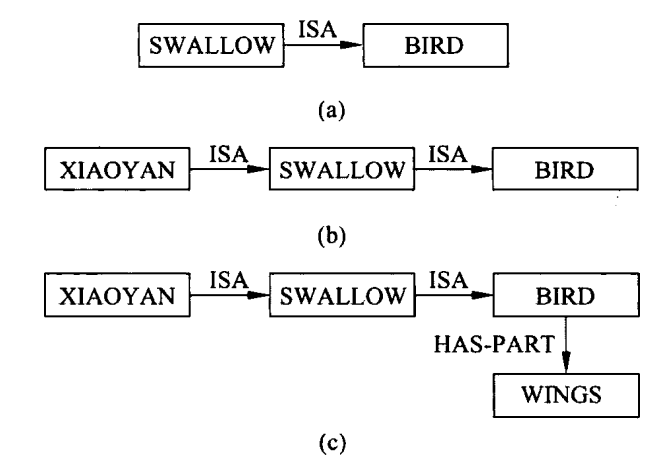 ISA
SWALLOW BIRD
(a)
ISA ISA
XIAOYAN SWALLOW BIRD
(b)
ISA ISA
XIAOYAN SWALLOW BIRD
HAS-PART
WINGS
(c)